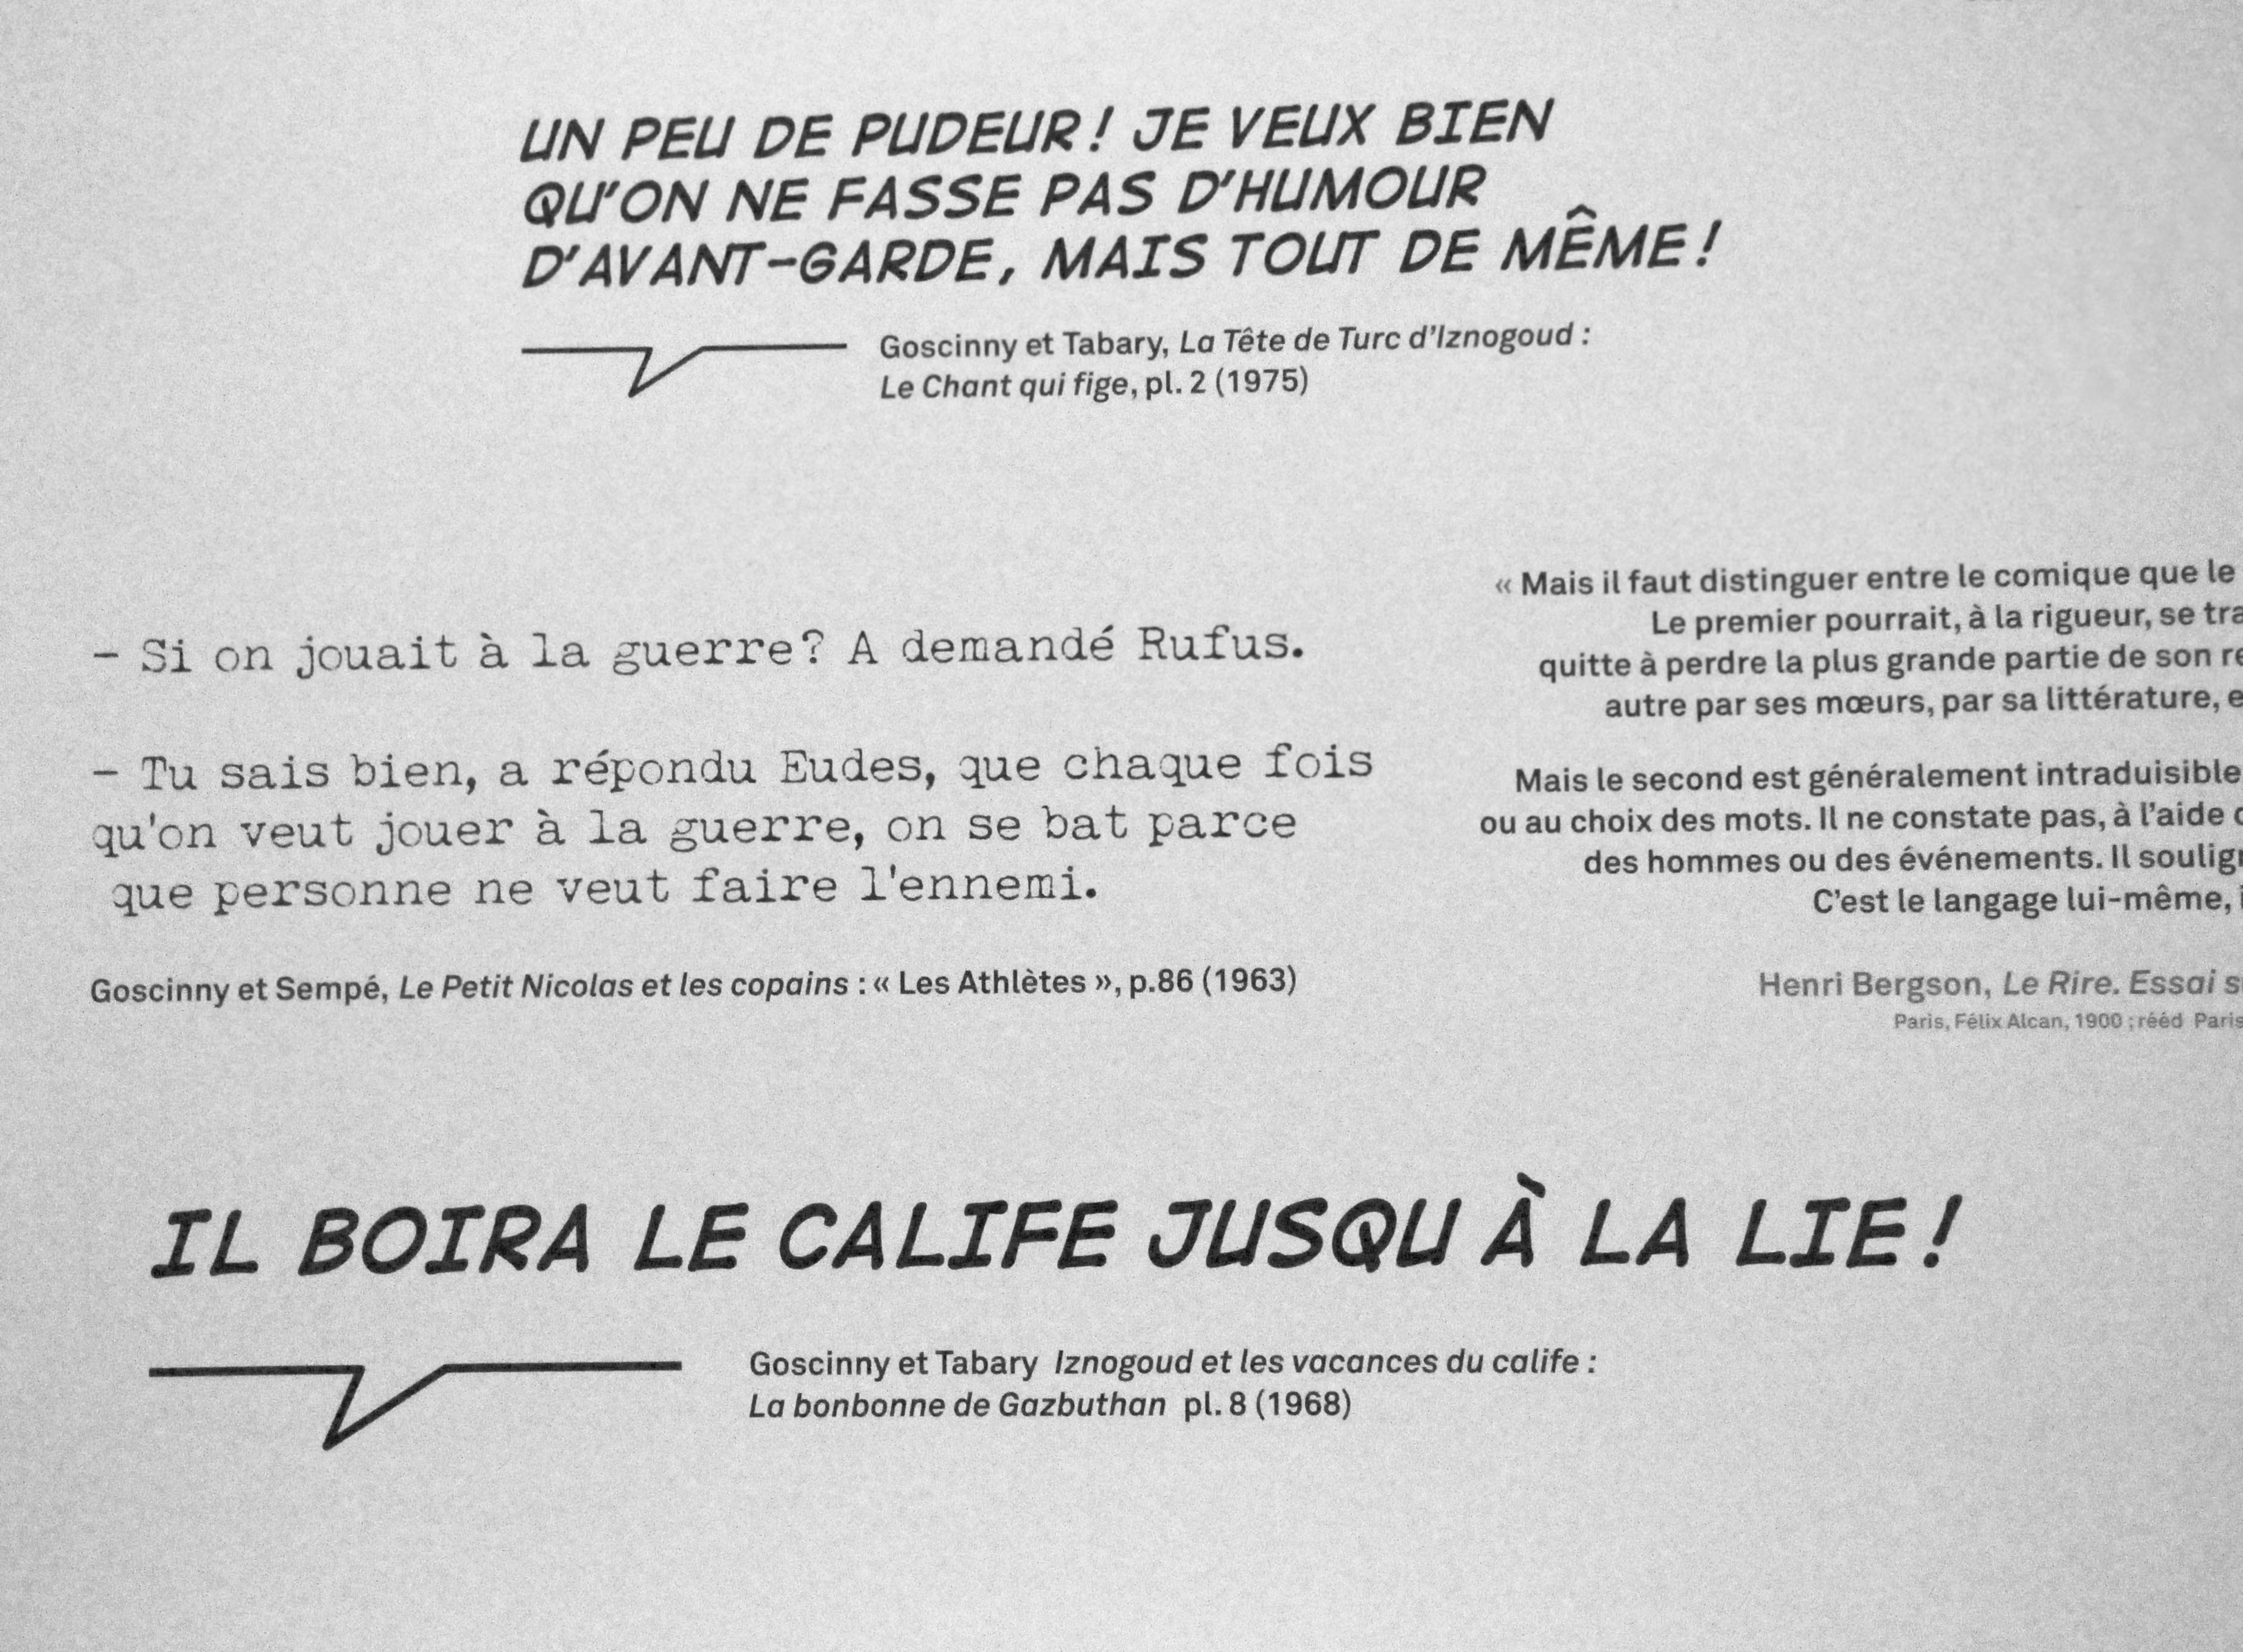 UN PEU DE PUDEUR! JE VEUX BIEN
QU'ON NE FASSE PAS D'HUMOUR
D'AVANT-GARDE, MAIS TOUT DE MÊME!
Goscinny et Tabary, La Tête de Turc d'Iznogoud :
Le Chant qui fige, pl. 2 (1975)
– Si on jouait à la guerre? A demandé Rufus.
– Tu sais bien, a répondu Eudes, que chaque fois
qu'on veut jouer à la guerre, on se bat parce
que personne ne veut faire l'ennemi.
Goscinny et Sempé, Le Petit Nicolas et les copains : « Les Athlètes », p.86 (1963)
« Mais il faut distinguer entre le comique que le
Le premier pourrait, à la rigueur, se
quitte à perdre la plus grande partie de son
autre par ses mœurs, par sa littérature,
Mais le second est généralement intraduisible
ou au choix des mots. Il ne constate pas, à l'aide
des hommes ou des événements. Il
C'est le langage lui-même,
Henri Bergson, Le Rire. Essai
Paris, Félix Alcan, 1900 ; rééd Paris
IL BOIRA LE CALIFE JUSQU À LA LIE!
Goscinny et Tabary Iznogoud et les vacances du calife :
La bonbonne de Gazbuthan pl. 8 (1968)